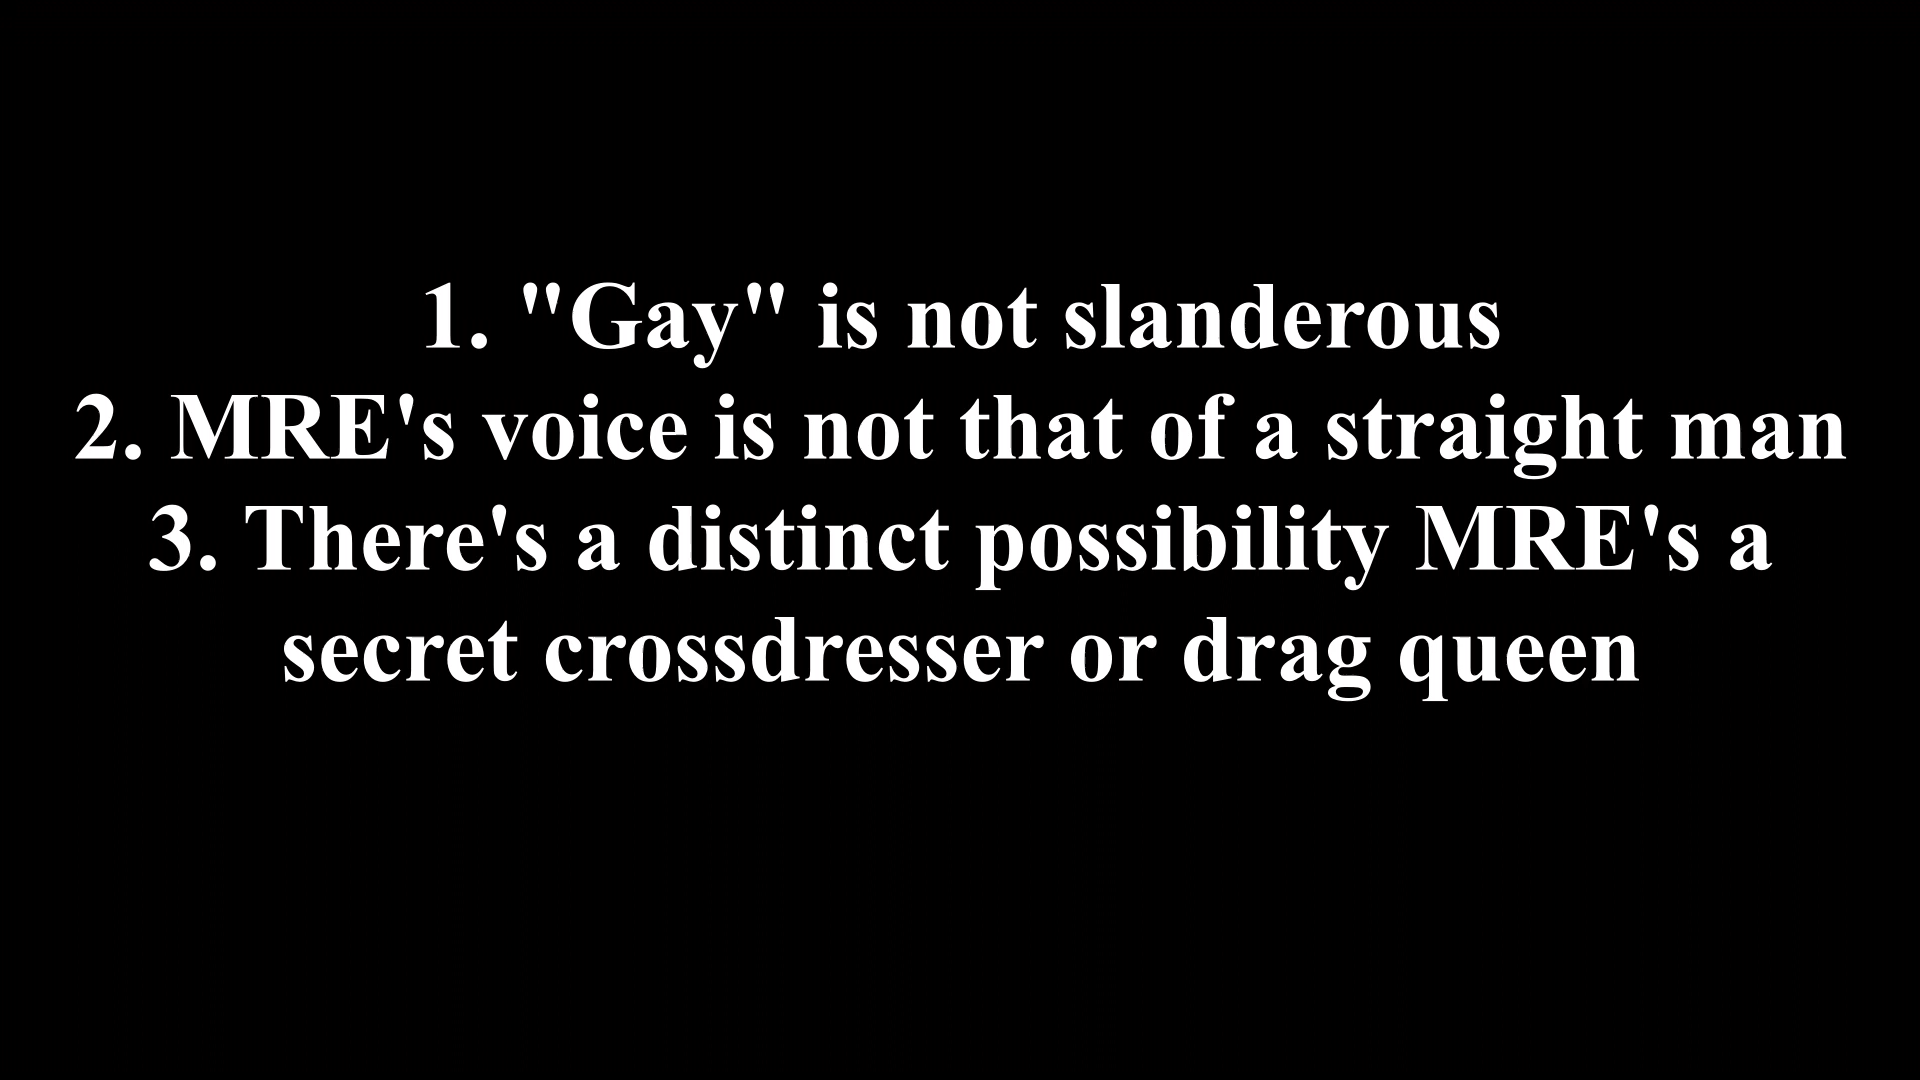 1. "Gay" is not slanderous
2. MRE's voice is not that of a straight man
3. There's a distinct possibility MRE's a
secret crossdresser or drag queen